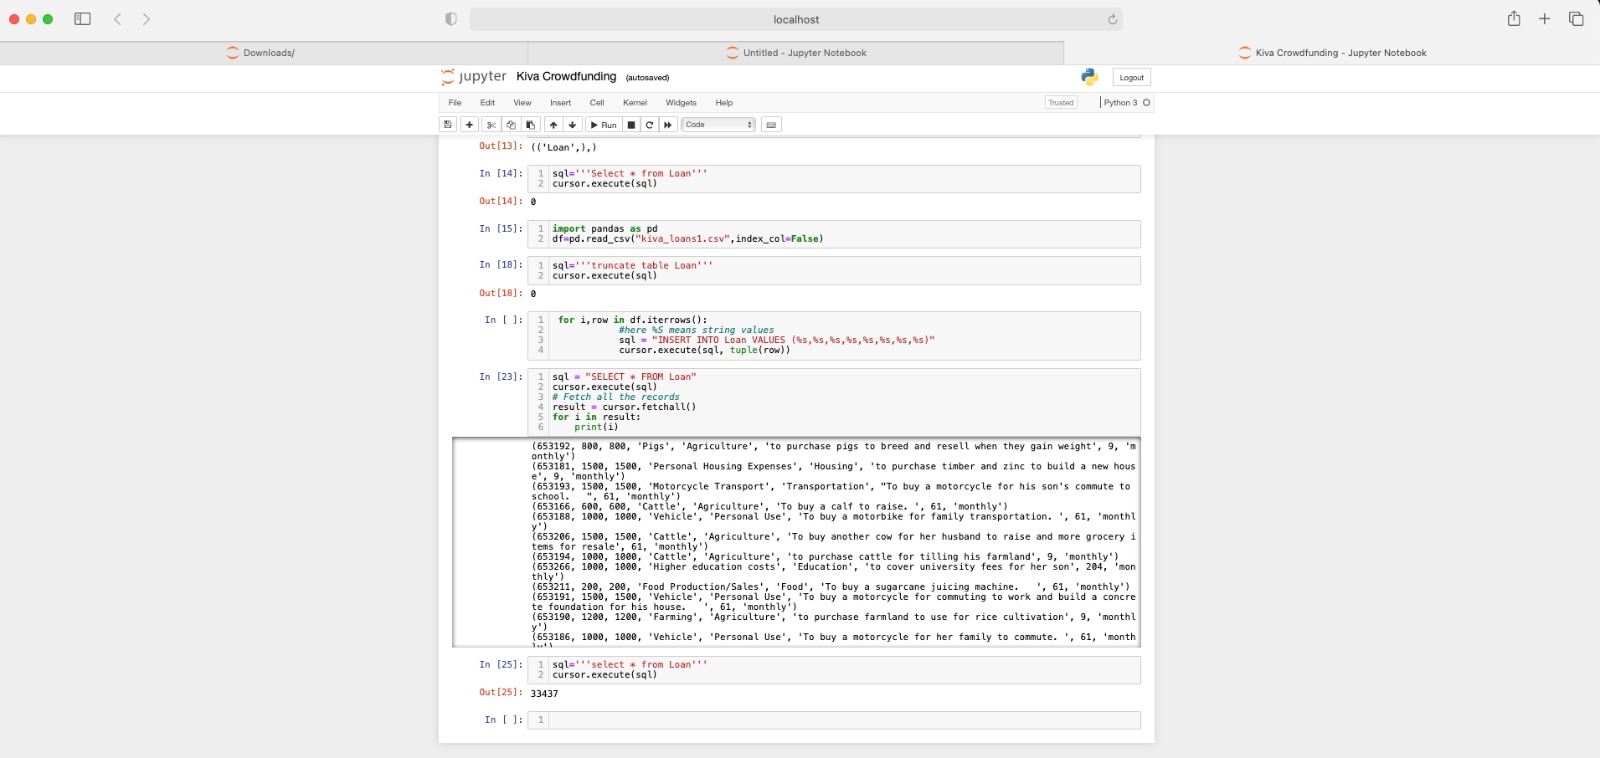 localhost
Downloads/
Untitled - Jupyter Notebook
Kiva Crowdfunding - Jupyter Notebook
jupyter Kiva Crowdfunding (autosaved)
Logout
File Edit View Insert Cell Kernel Widgets Help
Trusted
Python 3
Run
Code
Out[13]: (('Loan',),)
In [14]: 1 sql='''Select * from Loan'''
2 cursor.execute(sql)
Out[14]: 0
In [15]: 1 import pandas as pd
2 df=pd.read_csv("kiva_loans1.csv",index_col=False)
In [18]: 1 sql='''truncate table Loan'''
2 cursor.execute(sql)
Out[18]: 0
In [ ]: 1 for i,row in df.iterrows():
2 #here %S means string values
3 sql = "INSERT INTO Loan VALUES (%s,%s,%s,%s,%s,%s,%s,%s)"
4 cursor.execute(sql, tuple(row))
In [23]: 1 sql = "SELECT * FROM Loan"
2 cursor.execute(sql)
3 # Fetch all the records
4 result = cursor.fetchall()
5 for i in result:
6 print(i)
(653192, 800, 800, 'Pigs', 'Agriculture', 'to purchase pigs to breed and resell when they gain weight', 9, 'm
onthly')
(653181, 1500, 1500, 'Personal Housing Expenses', 'Housing', 'to purchase timber and zinc to build a new hous
e', 9, 'monthly')
(653193, 1500, 1500, 'Motorcycle Transport', 'Transportation', "To buy a motorcycle for his son's commute to
school. ", 61, 'monthly')
(653166, 600, 600, 'Cattle', 'Agriculture', 'To buy a calf to raise. ', 61, 'monthly')
(653188, 1000, 1000, 'Vehicle', 'Personal Use', 'To buy a motorbike for family transportation. ', 61, 'monthl
y')
(653206, 1500, 1500, 'Cattle', 'Agriculture', 'To buy another cow for her husband to raise and more grocery i
tems for resale', 61, 'monthly')
(653194, 1000, 1000, 'Cattle', 'Agriculture', 'to purchase cattle for tilling his farmland', 9, 'monthly')
(653266, 1000, 1000, 'Higher education costs', 'Education', 'to cover university fees for her son', 204, 'mon
thly')
(653211, 200, 200, 'Food Production/Sales', 'Food', 'To buy a sugarcane juicing machine. ', 61, 'monthly')
(653191, 1500, 1500, 'Vehicle', 'Personal Use', 'To buy a motorcycle for commuting to work and build a concre
te foundation for his house. ', 61, 'monthly')
(653190, 1200, 1200, 'Farming', 'Agriculture', 'to purchase farmland to use for rice cultivation', 9, 'monthl
y')
(653186, 1000, 1000, 'Vehicle', 'Personal Use', 'To buy a motorcycle for her family to commute. ', 61, 'month
ly')
In [25]: 1 sql='''select * from Loan'''
2 cursor.execute(sql)
Out[25]: 33437
In [ ]: 1